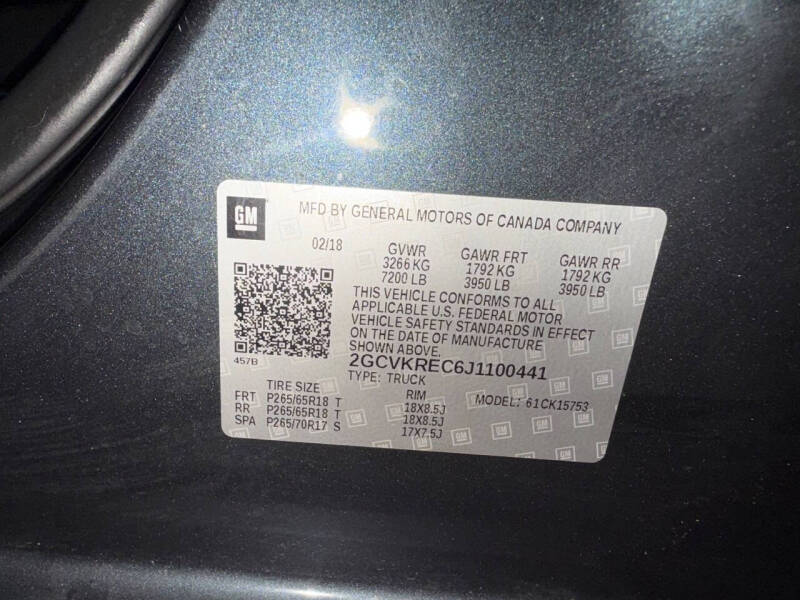 GM
MFD BY GENERAL MOTORS OF CANADA COMPANY
02/18 GVWR GAWR FRT GAWR RR
3266 KG 1792 KG 1792 KG
7200 LB 3950 LB 3950 LB
THIS VEHICLE CONFORMS TO ALL
APPLICABLE U.S. FEDERAL MOTOR
VEHICLE SAFETY STANDARDS IN EFFECT
ON THE DATE OF MANUFACTURE
SHOWN ABOVE.
457B
2GCVKREC6J1100441
TYPE: TRUCK
TIRE SIZE RIM MODEL: 61CK15753
FRT P265/65R18 T 18X8.5J
RR P265/65R18 T 18X8.5J
SPA P265/70R17 S 17X7.5J